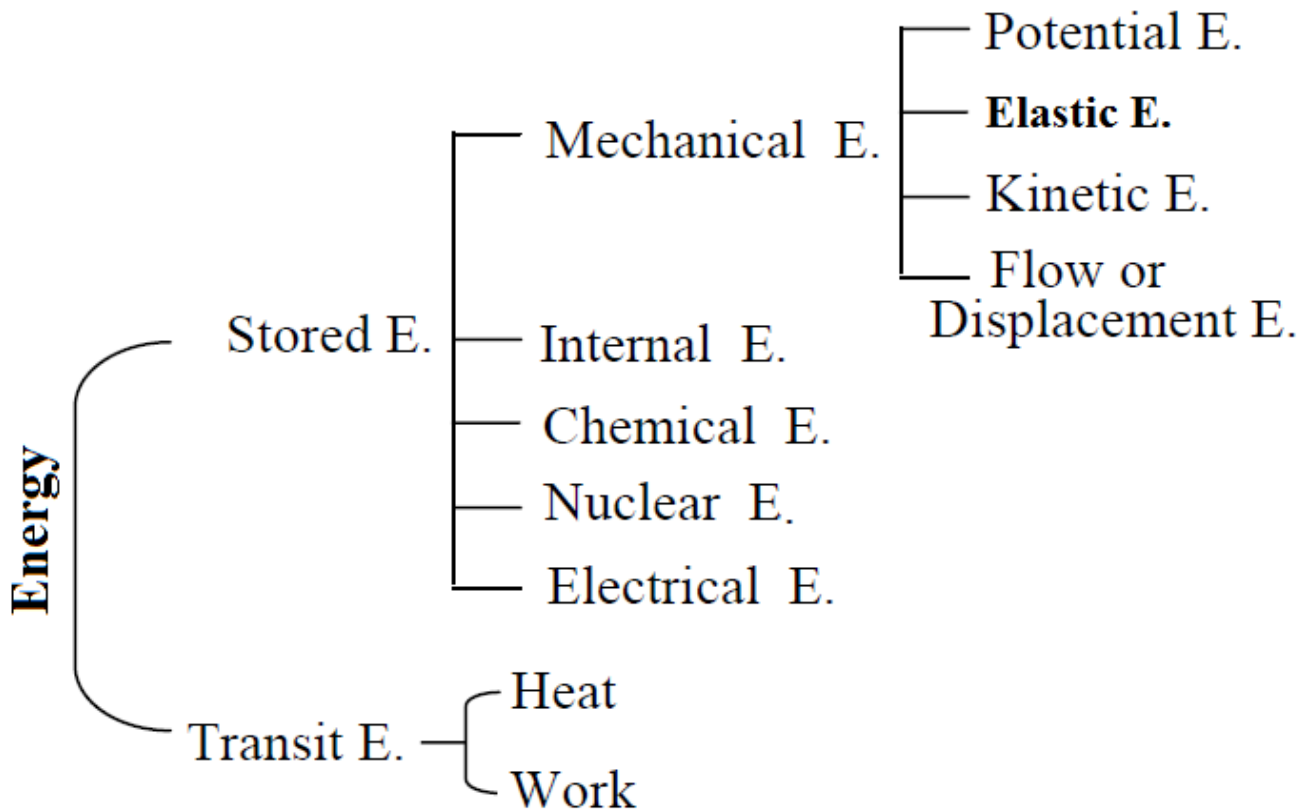 Energy
Stored E.
Mechanical E.
Potential E.
Elastic E.
Kinetic E.
Flow or
Displacement E.
Internal E.
Chemical E.
Nuclear E.
Electrical E.
Transit E.
Heat
Work